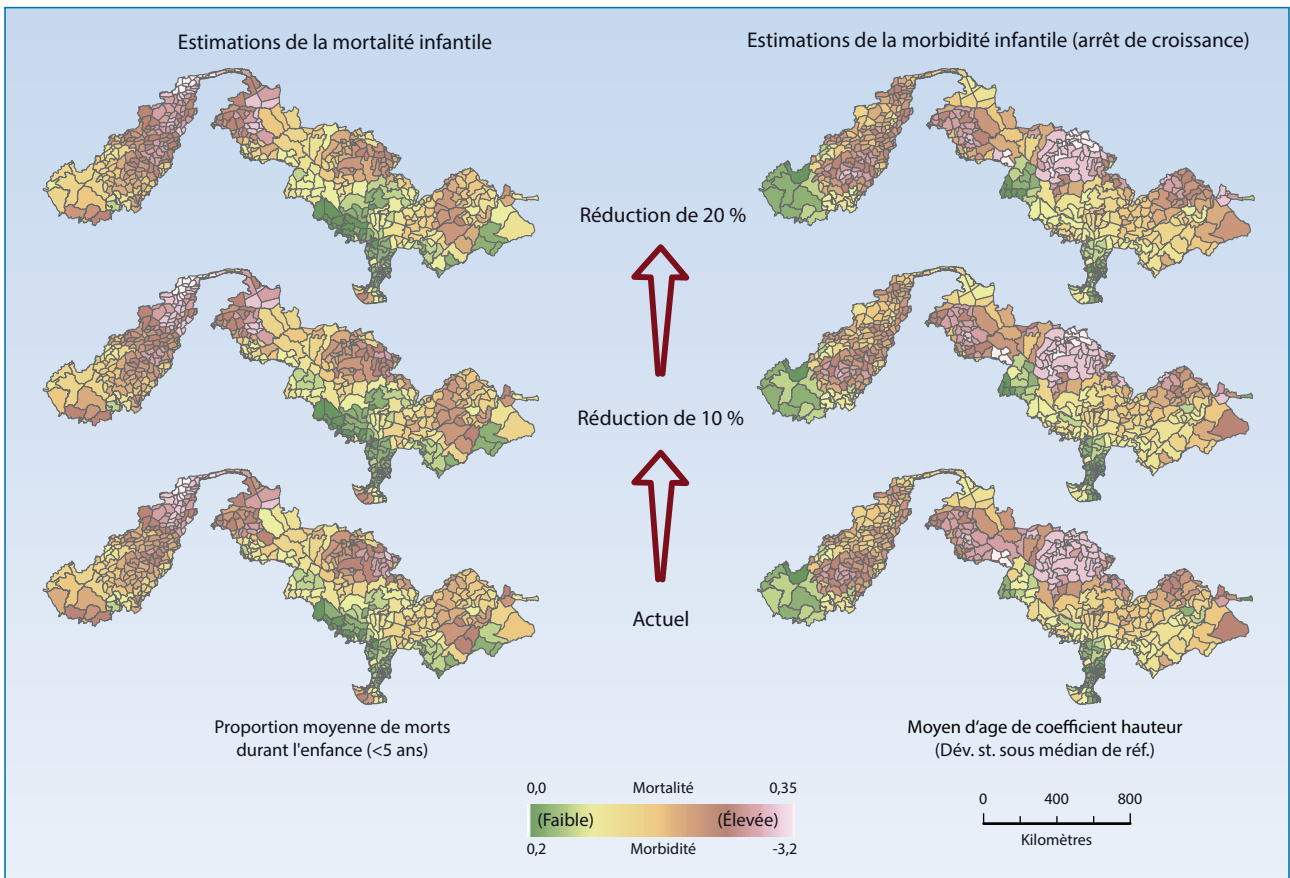 Estimations de la mortalité infantile
Estimations de la morbidité infantile (arrêt de croissance)
Réduction de 20 %
Réduction de 10 %
Actuel
Proportion moyenne de morts
durant l'enfance (<5 ans)
Moyen d'age de coefficient hauteur
(Dév. st. sous médian de réf.)
0,0 Mortalité 0,35
(Faible) (Élevée)
0,2 Morbidité -3,2
0 400 800
Kilomètres